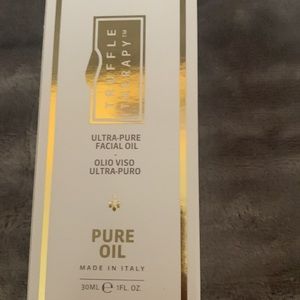 TRUFFLE
THERAPY™
ULTRA-PURE
FACIAL OIL
-
OLIO VISO
ULTRA-PURO
PURE
OIL
MADE IN ITALY
30ML ℮ 1FL. OZ.